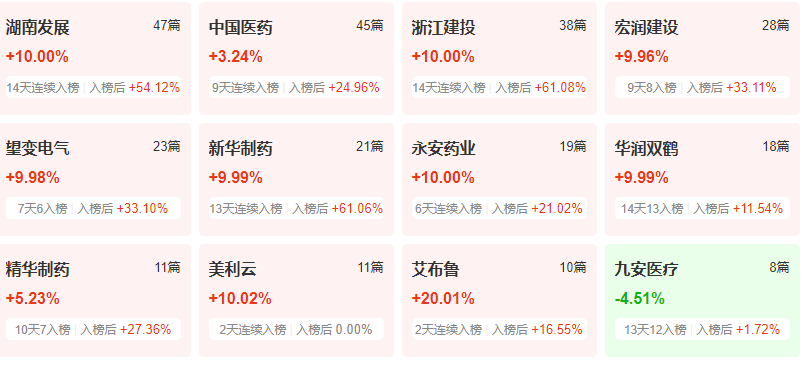 湖南发展 47篇 中国医药 45篇 浙江建投 38篇 宏润建设 28篇
+10.00% +3.24% +10.00% +9.96%
14天连续入榜 | 入榜后 +54.12% 9天连续入榜 | 入榜后 +24.96% 14天连续入榜 | 入榜后 +61.08% 9天8入榜 | 入榜后 +33.11%
望变电气 23篇 新华制药 21篇 永安药业 19篇 华润双鹤 18篇
+9.98% +9.99% +10.00% +9.99%
7天6入榜 | 入榜后 +33.10% 13天连续入榜 | 入榜后 +61.06% 6天连续入榜 | 入榜后 +21.02% 14天13入榜 | 入榜后 +11.54%
精华制药 11篇 美利云 11篇 艾布鲁 10篇 九安医疗 8篇
+5.23% +10.02% +20.01% -4.51%
10天7入榜 | 入榜后 +27.36% 2天连续入榜 | 入榜后 0.00% 2天连续入榜 | 入榜后 +16.55% 13天12入榜 | 入榜后 +1.72%